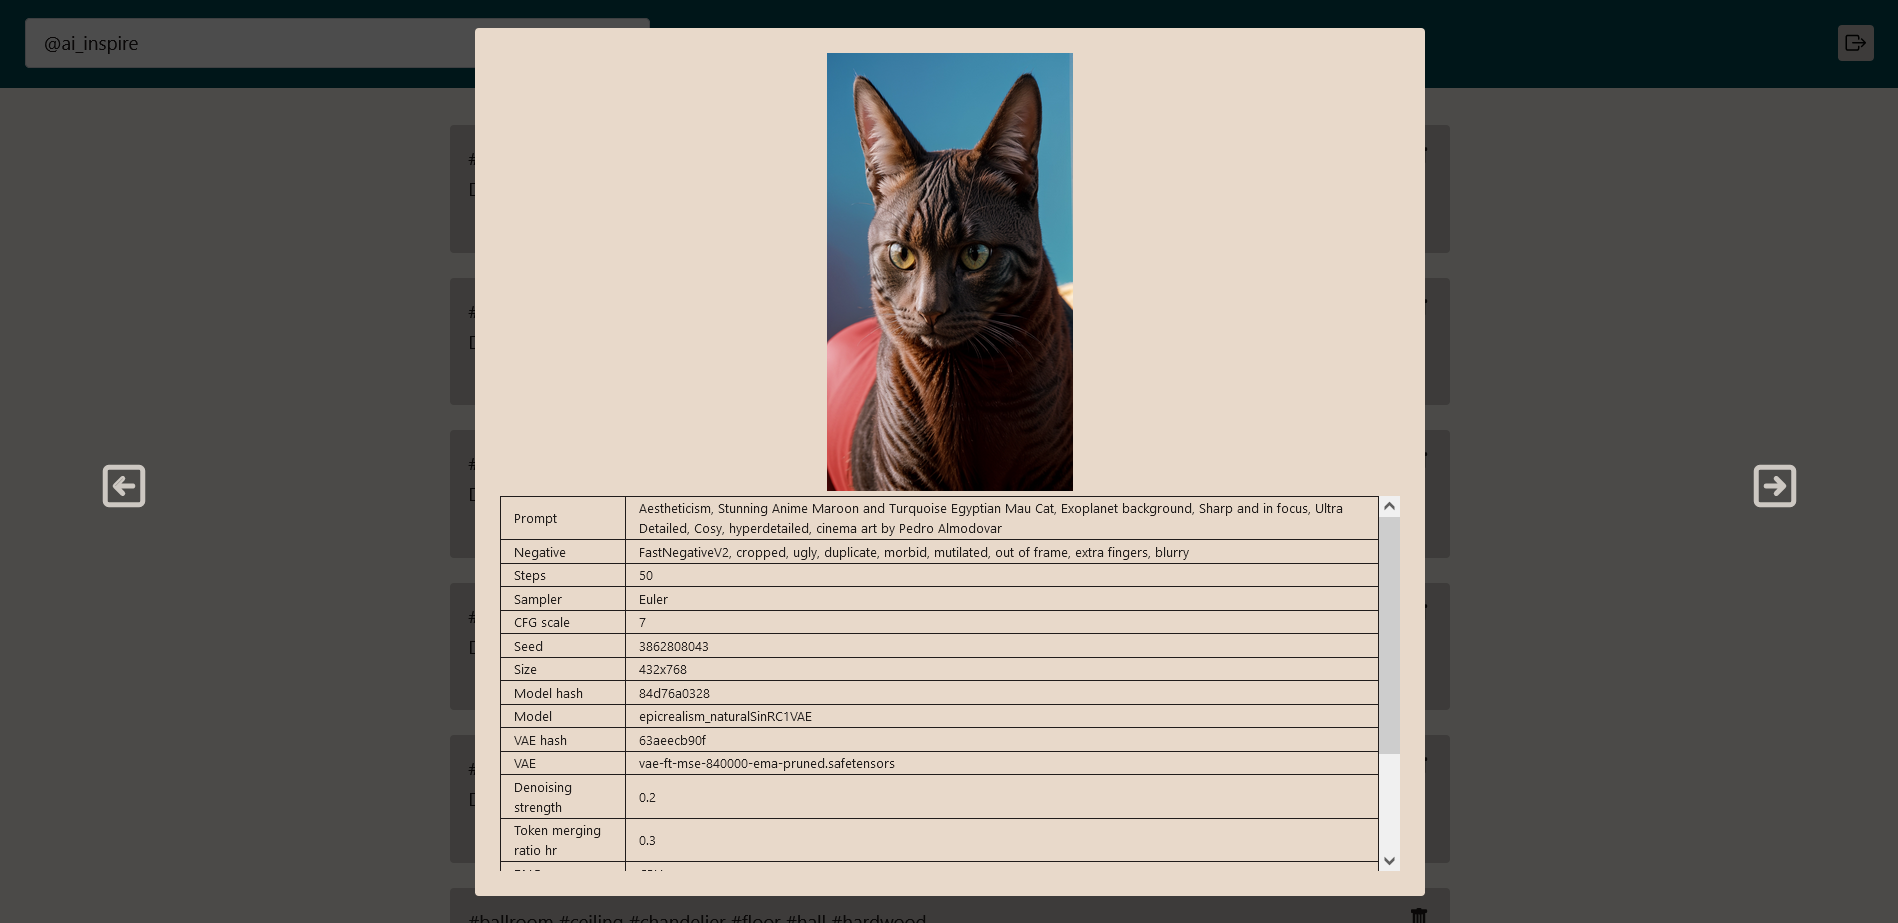 @ai_inspire
Prompt
Aestheticism, Stunning Anime Maroon and Turquoise Egyptian Mau Cat, Exoplanet background, Sharp and in focus, Ultra
Detailed, Cosy, hyperdetailed, cinema art by Pedro Almodovar
Negative
FastNegativeV2, cropped, ugly, duplicate, morbid, mutilated, out of frame, extra fingers, blurry
Steps
50
Sampler
Euler
CFG scale
7
Seed
3862808043
Size
432x768
Model hash
84d76a0328
Model
epicrealism_naturalSinRC1VAE
VAE hash
63aeecb90f
VAE
vae-ft-mse-840000-ema-pruned.safetensors
Denoising
strength
0.2
Token merging
ratio hr
0.3
#ballroom #ceiling #chandelier #floor #hall #hardwood